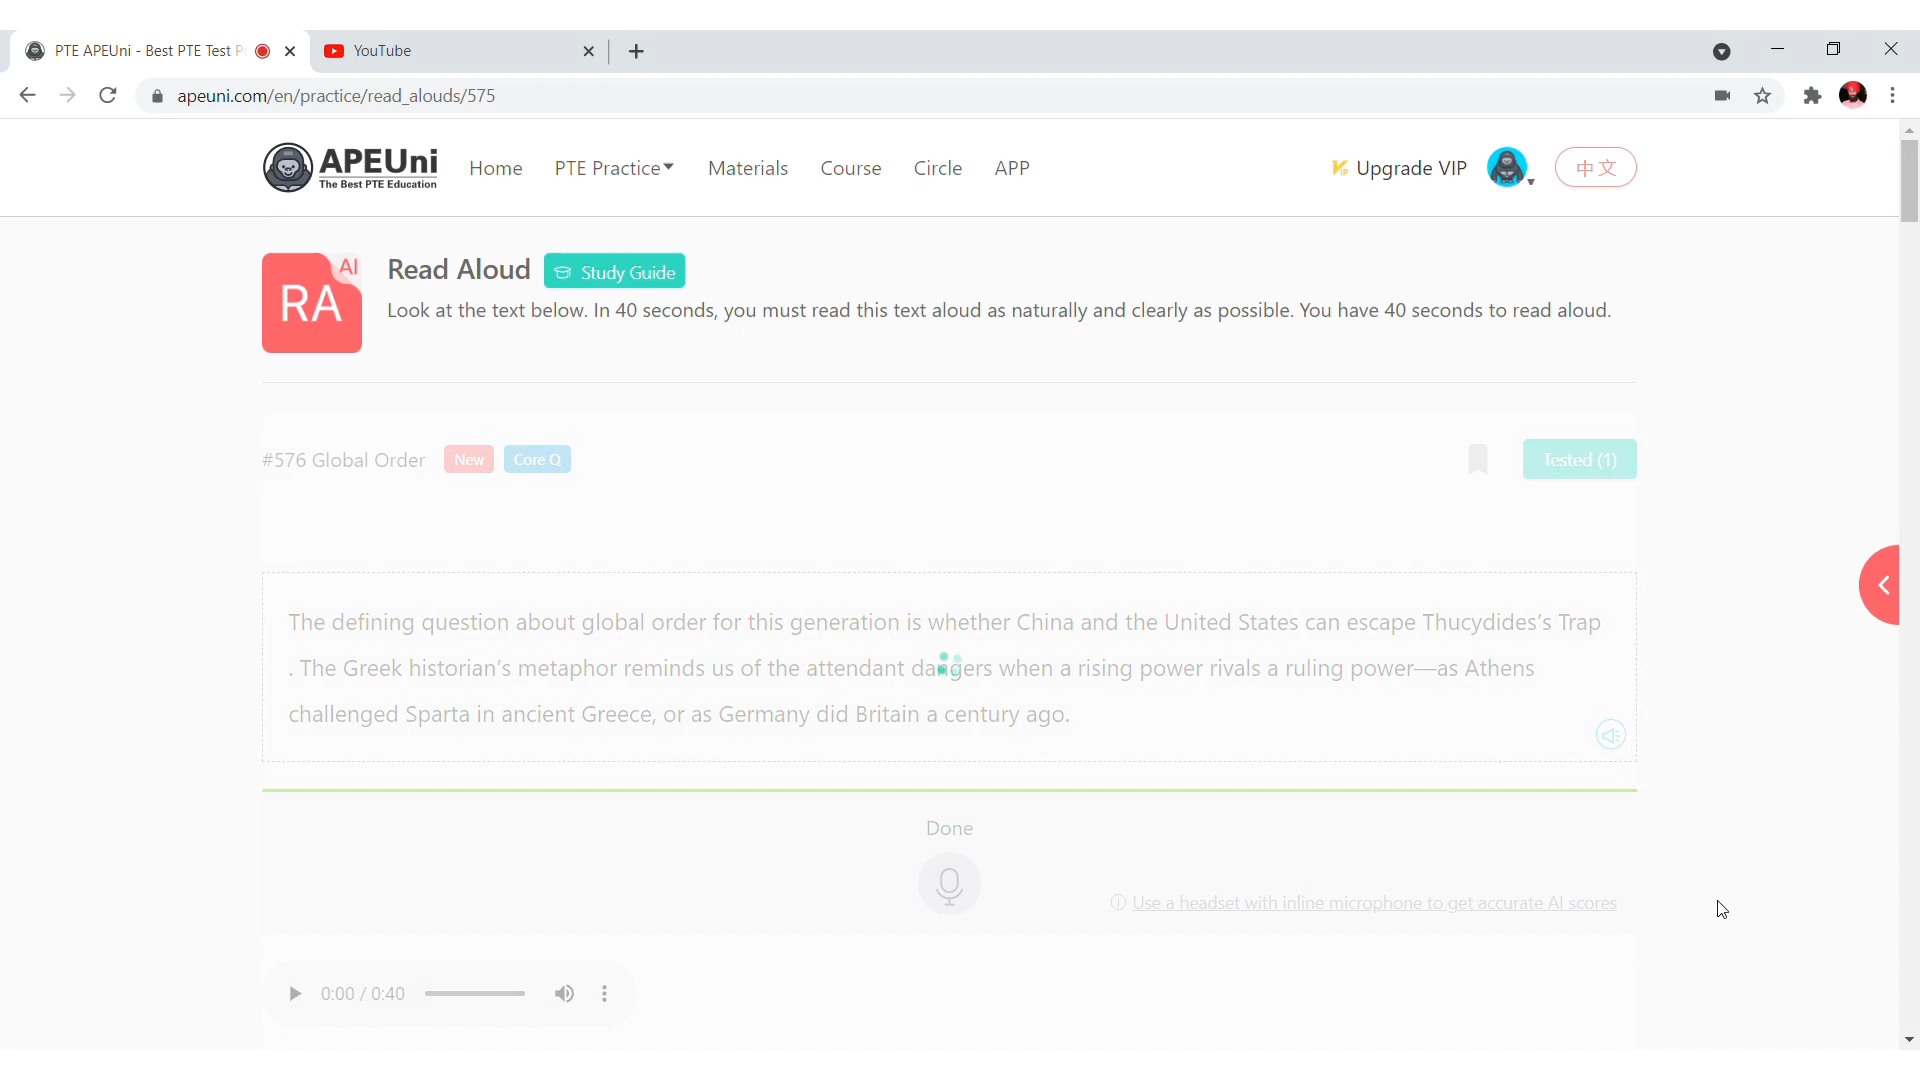 PTE APEUni - Best PTE Test P
YouTube
apeuni.com/en/practice/read_alouds/575
APEUni
The Best PTE Education
Home
PTE Practice
Materials
Course
Circle
APP
Upgrade VIP
中文
RA
AI
Read Aloud
Study Guide
Look at the text below. In 40 seconds, you must read this text aloud as naturally and clearly as possible. You have 40 seconds to read aloud.
#576 Global Order
New
Core Q
Tested (1)
The defining question about global order for this generation is whether China and the United States can escape Thucydides's Trap
. The Greek historian's metaphor reminds us of the attendant dangers when a rising power rivals a ruling power—as Athens
challenged Sparta in ancient Greece, or as Germany did Britain a century ago.
Done
Use a headset with inline microphone to get accurate AI scores
0:00 / 0:40